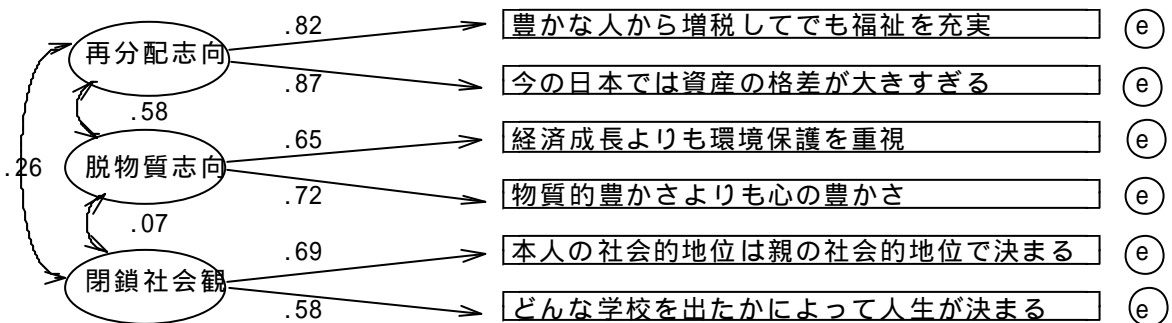 .82
豊かな人から増税してでも福祉を充実
e
再分配志向
.87
今の日本では資産の格差が大きすぎる
e
.58
.65
経済成長よりも環境保護を重視
e
.26
脱物質志向
.72
物質的豊かさよりも心の豊かさ
e
.07
.69
本人の社会的地位は親の社会的地位で決まる
e
閉鎖社会観
.58
どんな学校を出たかによって人生が決まる
e